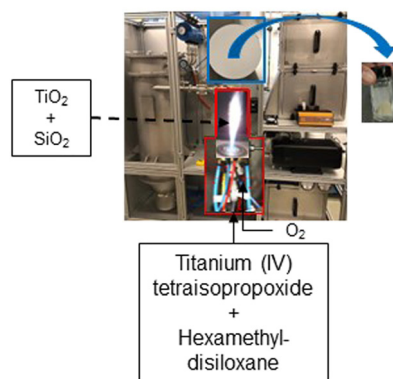 TiO₂
+
SiO₂
O₂
Titanium (IV)
tetraisopropoxide
+
Hexamethyl-
disiloxane